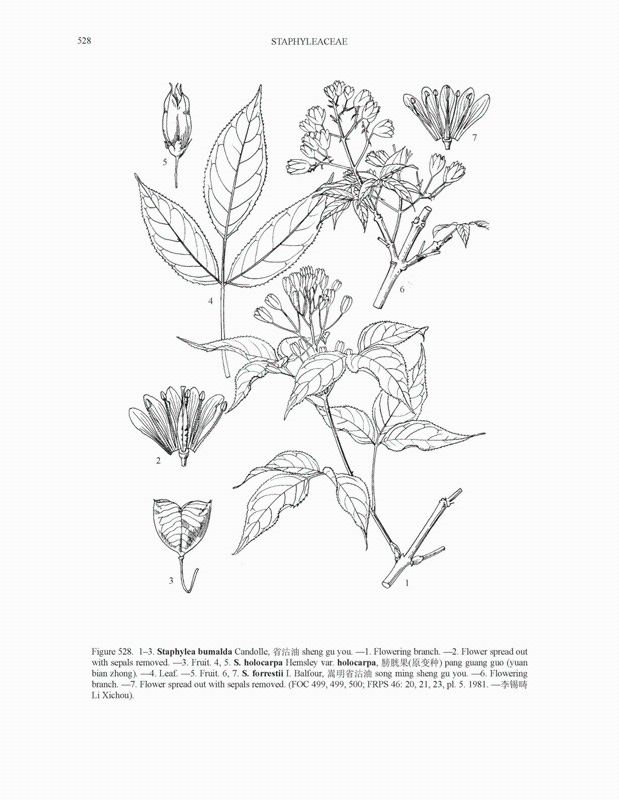 528
STAPHYLEACEAE
5
7
4
6
2
3
1
Figure 528. 1–3. Staphylea bumalda Candolle, 省沽油 sheng gu you. —1. Flowering branch. —2. Flower spread out
with sepals removed. —3. Fruit. 4, 5. S. holocarpa Hemsley var. holocarpa, 膀胱果(原变种) pang guang guo (yuan
bian zhong). —4. Leaf. —5. Fruit. 6, 7. S. forrestii I. Balfour, 嵩明省沽油 song ming sheng gu you. —6. Flowering
branch. —7. Flower spread out with sepals removed. (FOC 499, 499, 500; FRPS 46: 20, 21, 23, pl. 5. 1981. —李锡畴
Li Xichou).